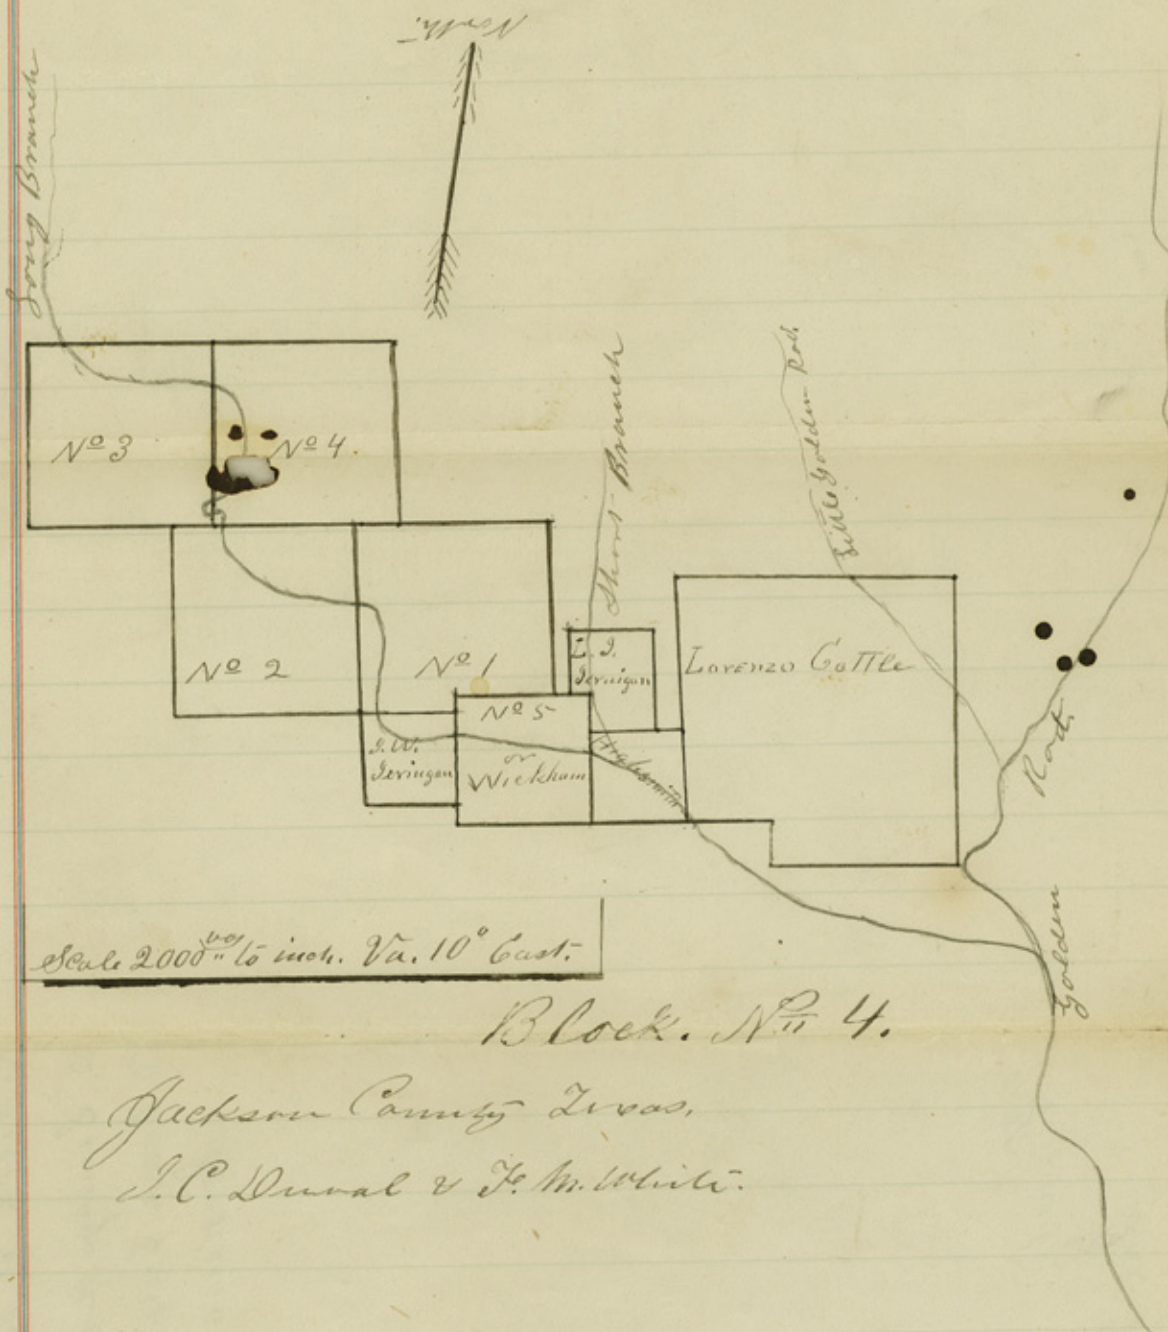 North.
Long Branch
No 3
No 4.
Short Branch
Little Golden Rod.
No 2
No 1
L. J.
Jernigan
Lorenzo Cottle
No 5
or
Wickham
J. W.
Jernigan
Golden Rod.
Scale 2000 vrs to inch. Va. 10° East.
Block. No 4.
Jackson County Texas.
J. C. Duval & F. M. White.